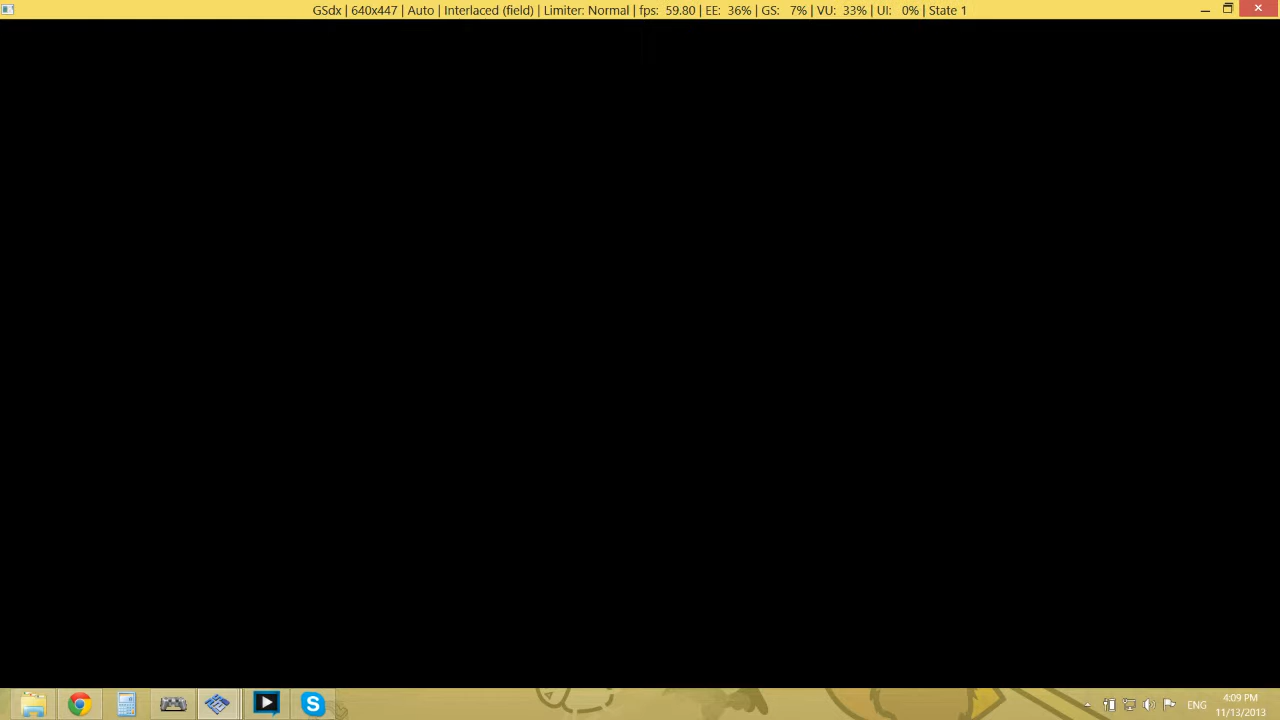 GSdx | 640x447 | Auto | Interlaced (field) | Limiter: Normal | fps: 59.80 | EE: 36% | GS: 7% | VU: 33% | UI: 0% | State 1
ENG
4:09 PM
11/13/2013